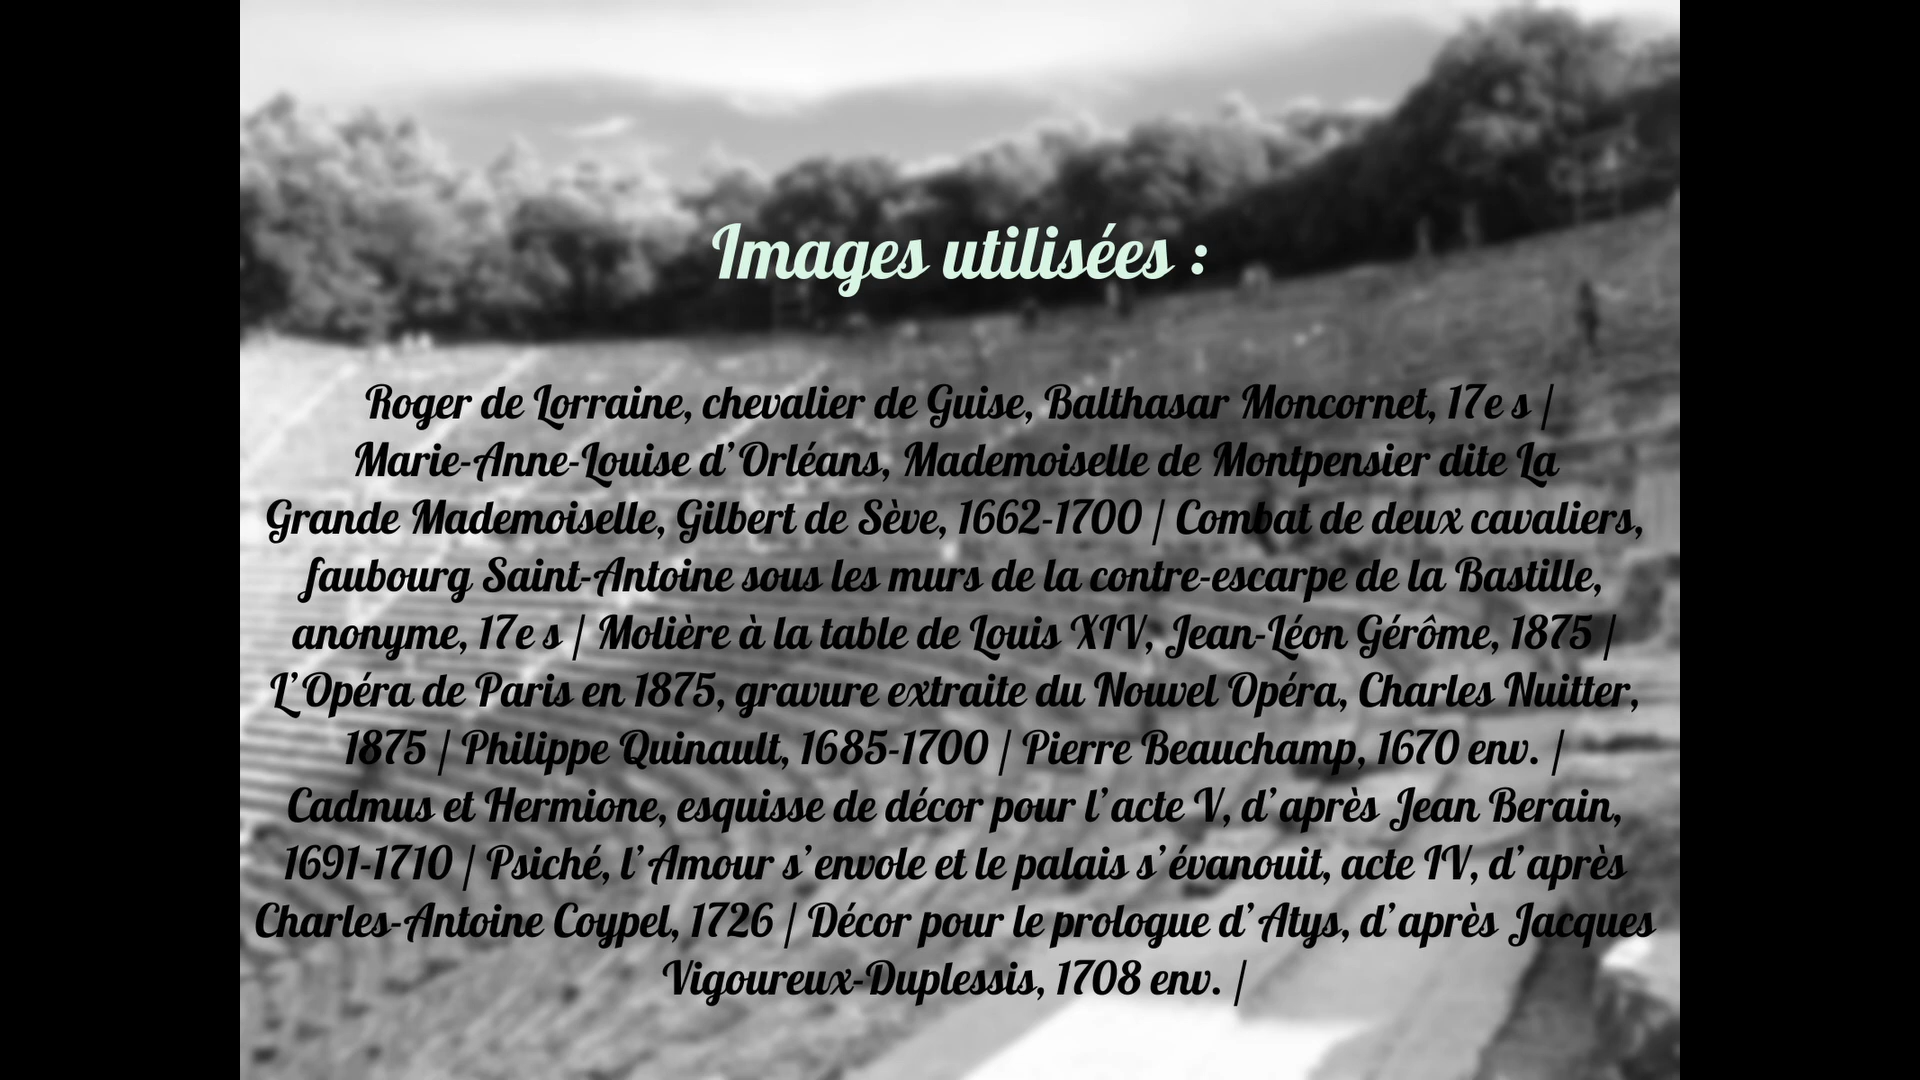 Images utilisées :
Roger de Lorraine, chevalier de Guise, Balthasar Moncornet, 17e s /
Marie-Anne-Louise d’Orléans, Mademoiselle de Montpensier dite La
Grande Mademoiselle, Gilbert de Sève, 1662-1700 / Combat de deux cavaliers,
faubourg Saint-Antoine sous les murs de la contre-escarpe de la Bastille,
anonyme, 17e s / Molière à la table de Louis XIV, Jean-Léon Gérôme, 1875 /
L’Opéra de Paris en 1875, gravure extraite du Nouvel Opéra, Charles Nuitter,
1875 / Philippe Quinault, 1685-1700 / Pierre Beauchamp, 1670 env. /
Cadmus et Hermione, esquisse de décor pour l’acte V, d’après Jean Berain,
1691-1710 / Psiché, l’Amour s’envole et le palais s’évanouit, acte IV, d’après
Charles-Antoine Coypel, 1726 / Décor pour le prologue d’Atys, d’après Jacques
Vigoureux-Duplessis, 1708 env. /